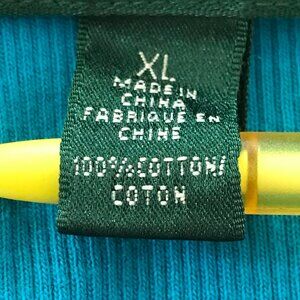 XL
MADE IN
CHINA
FABRIQUE EN
CHINE
100% COTTON/
COTON